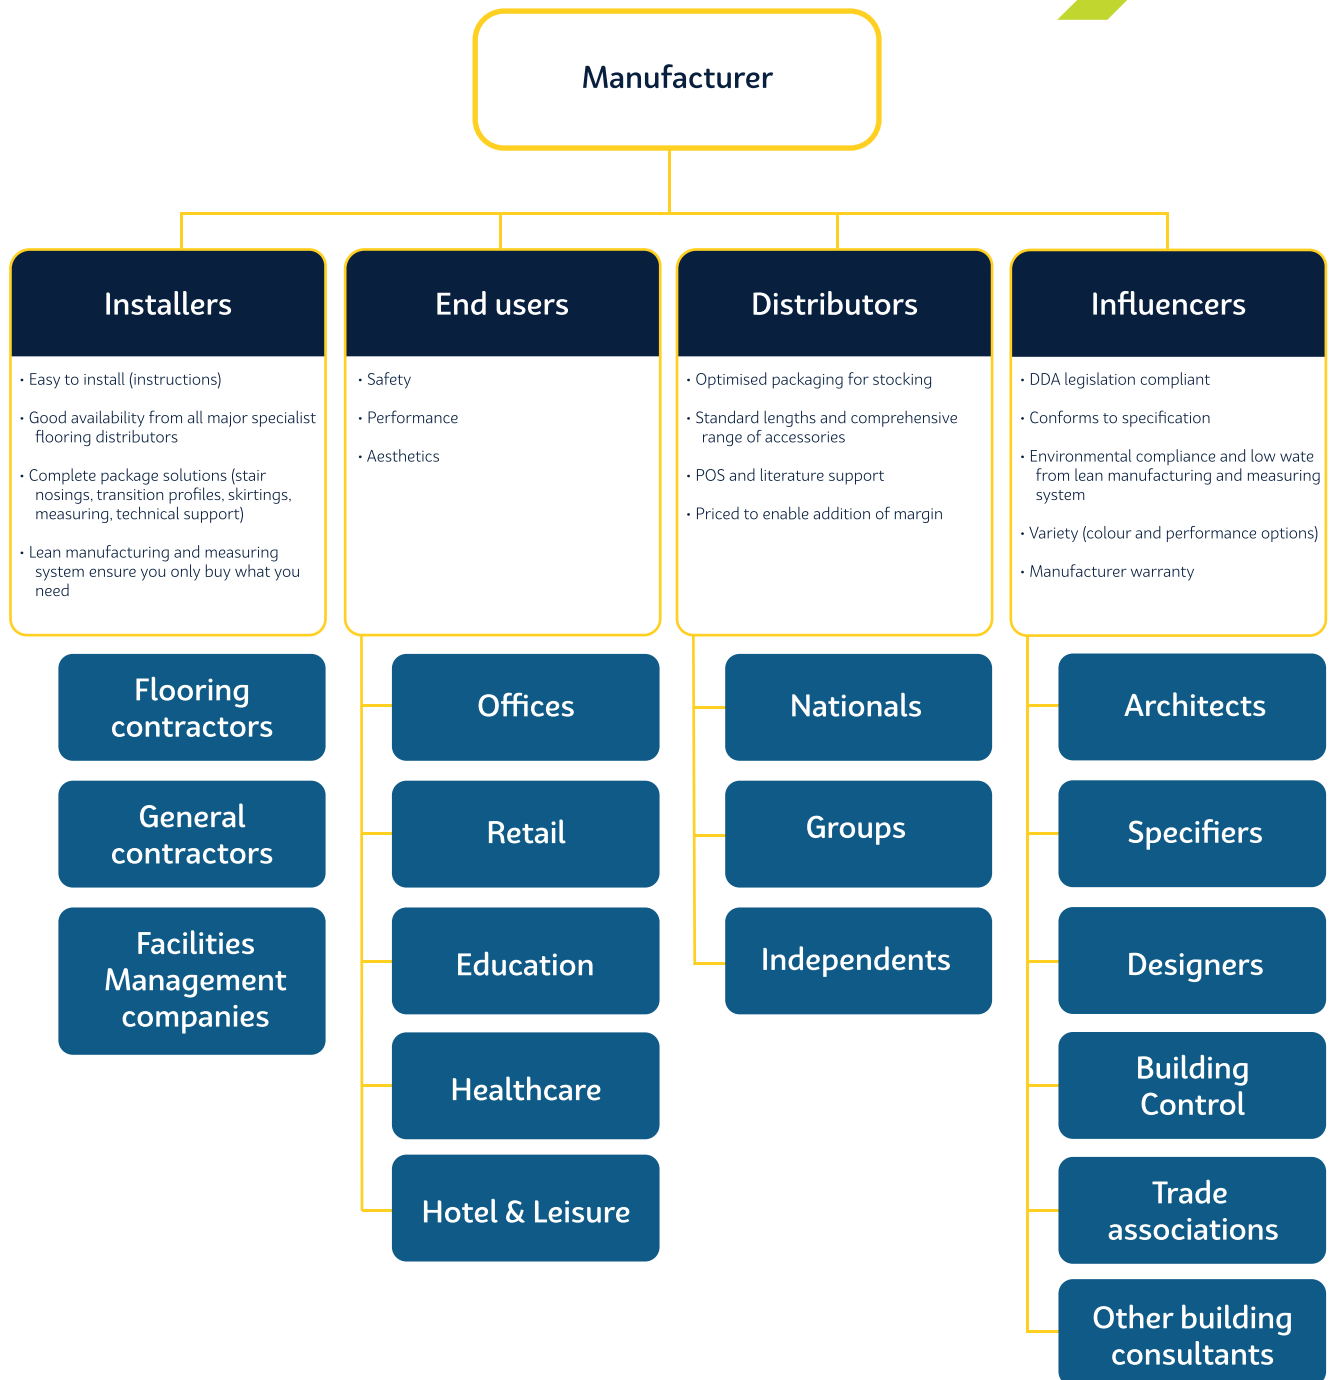 Manufacturer
Installers
• Easy to install (instructions)
• Good availability from all major specialist
flooring distributors
• Complete package solutions (stair
nosings, transition profiles, skirtings,
measuring, technical support)
• Lean manufacturing and measuring
system ensure you only buy what you
need
Flooring
contractors
General
contractors
Facilities
Management
companies
End users
• Safety
• Performance
• Aesthetics
Offices
Retail
Education
Healthcare
Hotel & Leisure
Distributors
• Optimised packaging for stocking
• Standard lengths and comprehensive
range of accessories
• POS and literature support
• Priced to enable addition of margin
Nationals
Groups
Independents
Influencers
• DDA legislation compliant
• Conforms to specification
• Environmental compliance and low wate
from lean manufacturing and measuring
system
• Variety (colour and performance options)
• Manufacturer warranty
Architects
Specifiers
Designers
Building
Control
Trade
associations
Other building
consultants